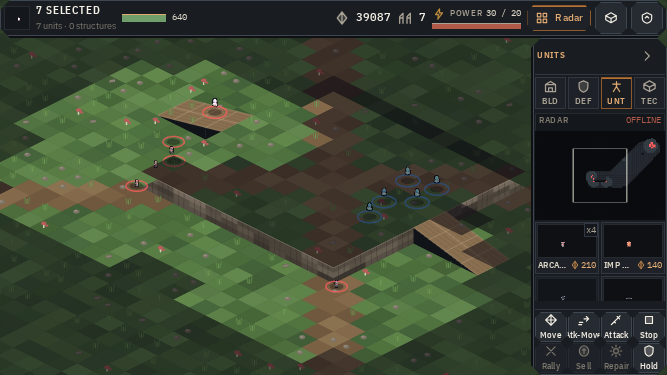 7 SELECTED
7 units · 0 structures
640
39087
7
POWER 30 / 20
Radar
UNITS
BLD
DEF
UNT
TEC
RADAR
OFFLINE
x4
ARCA... 210
IMP... 140
Move
Atk-Move
Attack
Stop
Rally
Sell
Repair
Hold